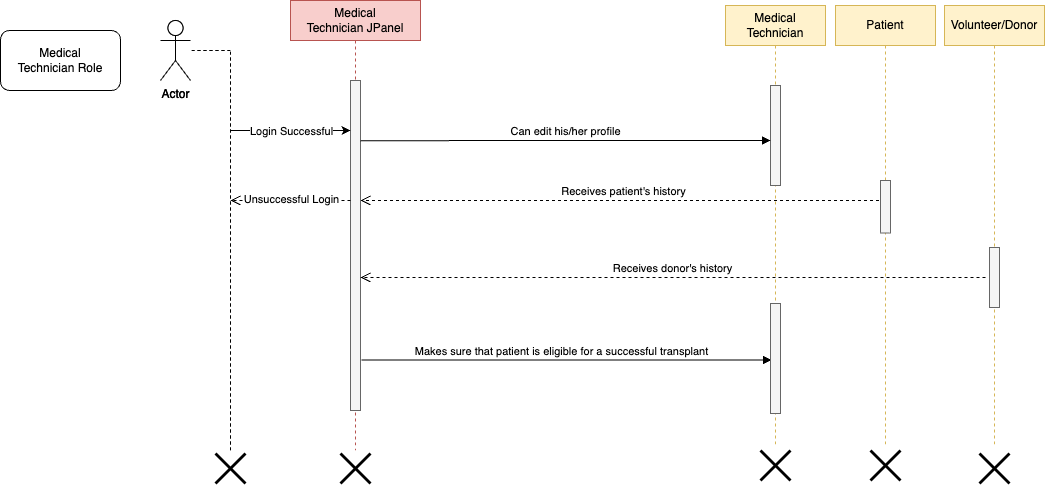 Medical
Technician Role
Actor
Medical
Technician JPanel
Medical
Technician
Patient
Volunteer/Donor
Login Successful
Can edit his/her profile
Unsuccessful Login
Receives patient's history
Receives donor's history
Makes sure that patient is eligible for a successful transplant